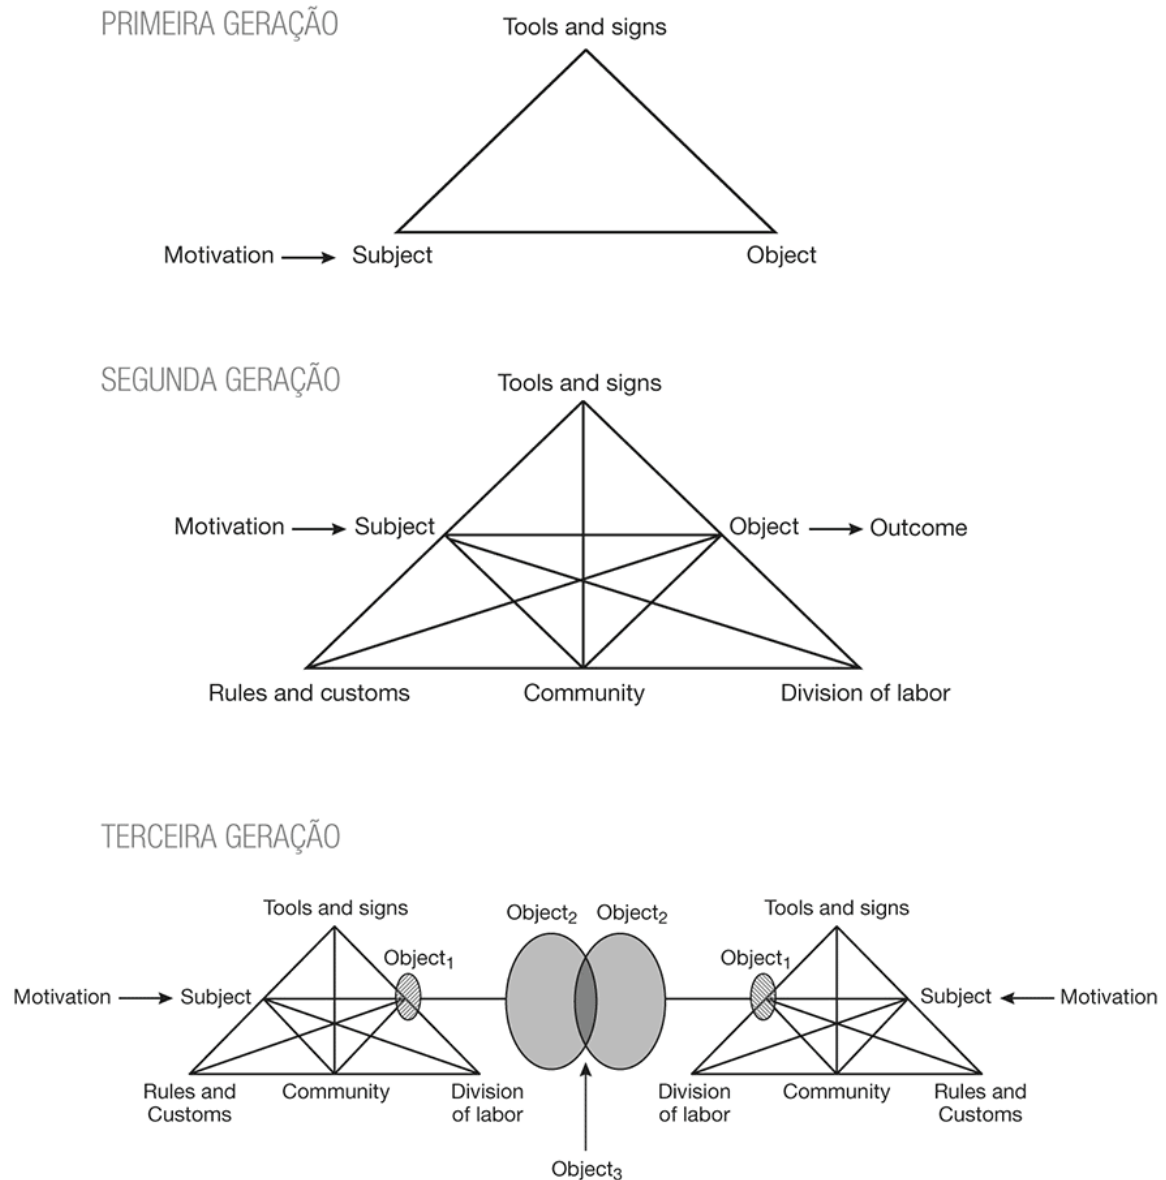 PRIMEIRA GERAÇÃO
Tools and signs
Motivation
Subject
Object
SEGUNDA GERAÇÃO
Tools and signs
Motivation
Subject
Object
Outcome
Rules and customs
Community
Division of labor
TERCEIRA GERAÇÃO
Tools and signs
Object₂
Object₂
Tools and signs
Object₁
Object₁
Motivation
Subject
Subject
Motivation
Rules and
Customs
Community
Division
of labor
Division
of labor
Community
Rules and
Customs
Object₃